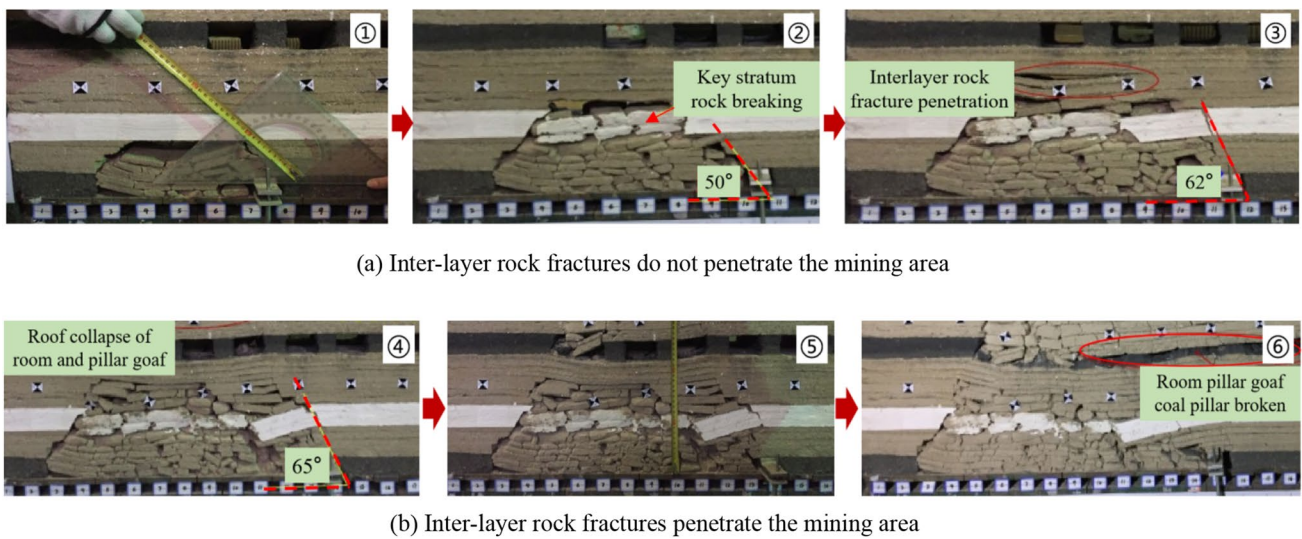 ①
②
③
Key stratum
rock breaking
Interlayer rock
fracture penetration
50°
62°
(a) Inter-layer rock fractures do not penetrate the mining area
Roof collapse of
room and pillar goaf
④
⑤
⑥
Room pillar goaf
coal pillar broken
65°
(b) Inter-layer rock fractures penetrate the mining area